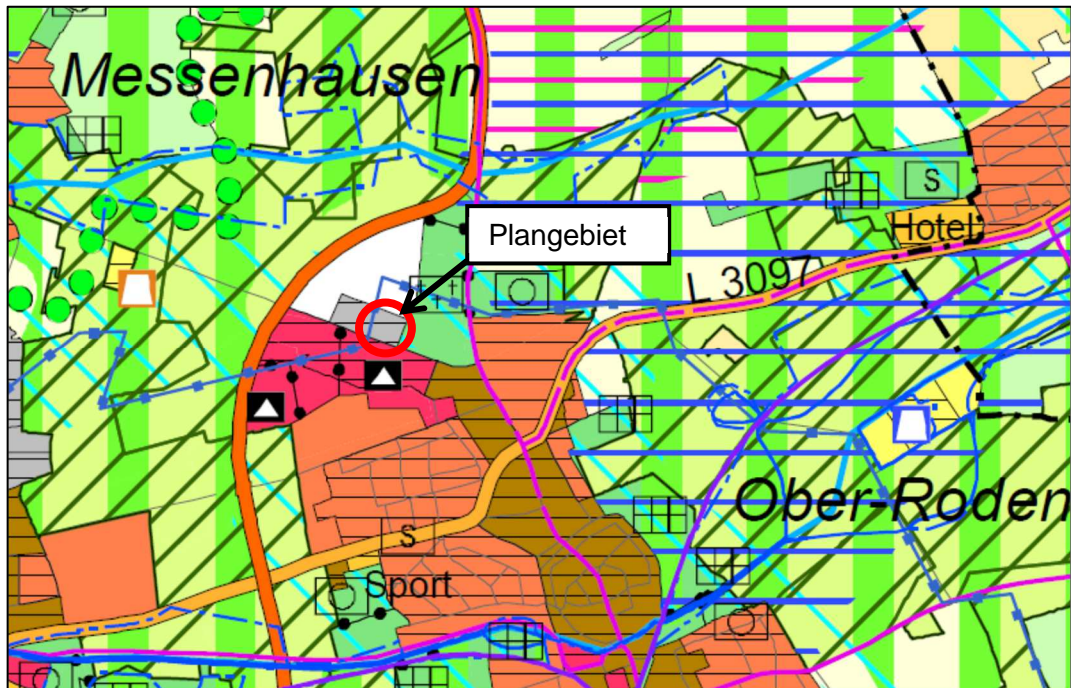 Messenhausen
S
Plangebiet
Hotel
L 3097
Ober-Roden
S
Sport